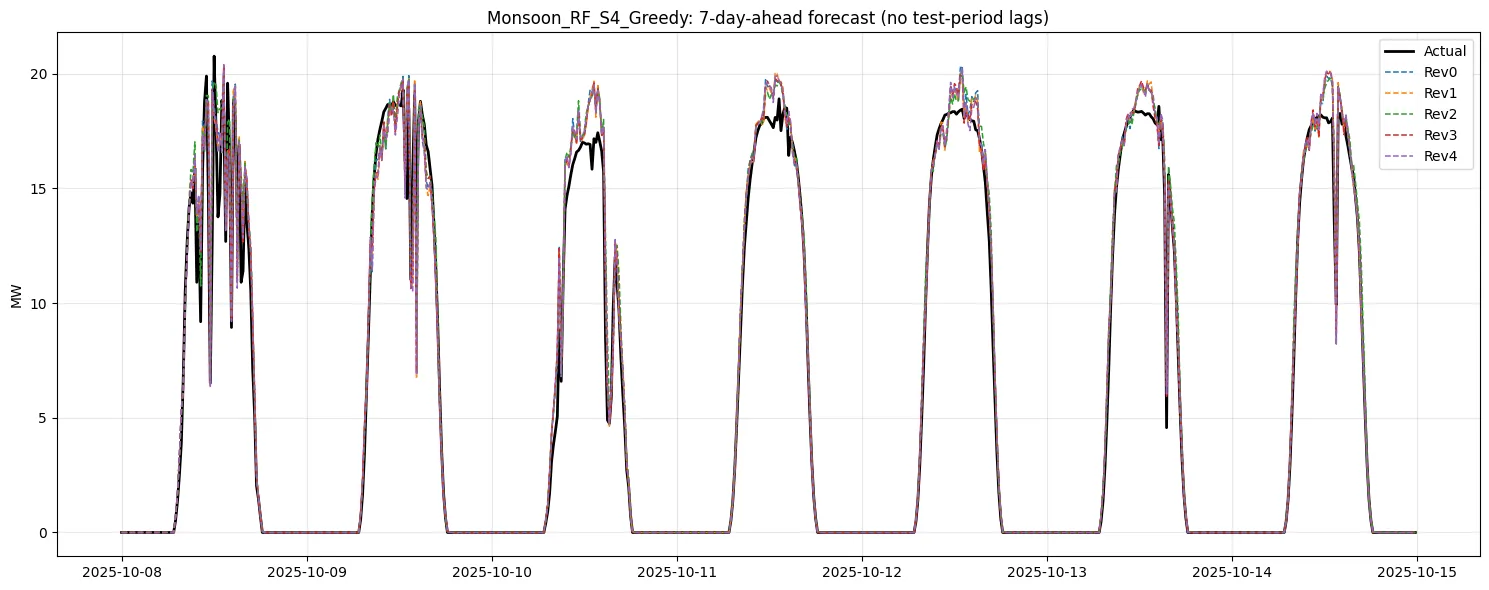 Monsoon_RF_S4_Greedy: 7-day-ahead forecast (no test-period lags)
Actual
Rev0
Rev1
Rev2
Rev3
Rev4
MW
20
15
10
5
0
2025-10-08 2025-10-09 2025-10-10 2025-10-11 2025-10-12 2025-10-13 2025-10-14 2025-10-15